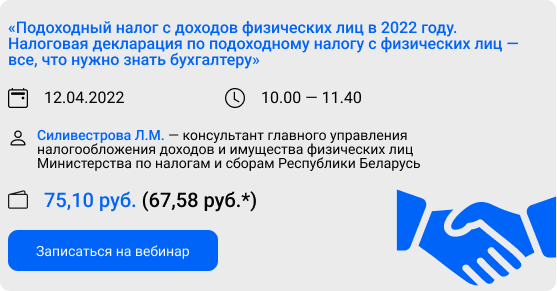 «Подоходный налог с доходов физических лиц в 2022 году.
Налоговая декларация по подоходному налогу с физических лиц —
все, что нужно знать бухгалтеру»
12.04.2022
10.00 — 11.40
Силивестрова Л.М. — консультант главного управления
налогообложения доходов и имущества физических лиц
Министерства по налогам и сборам Республики Беларусь
75,10 руб. (67,58 руб.*)
Записаться на вебинар